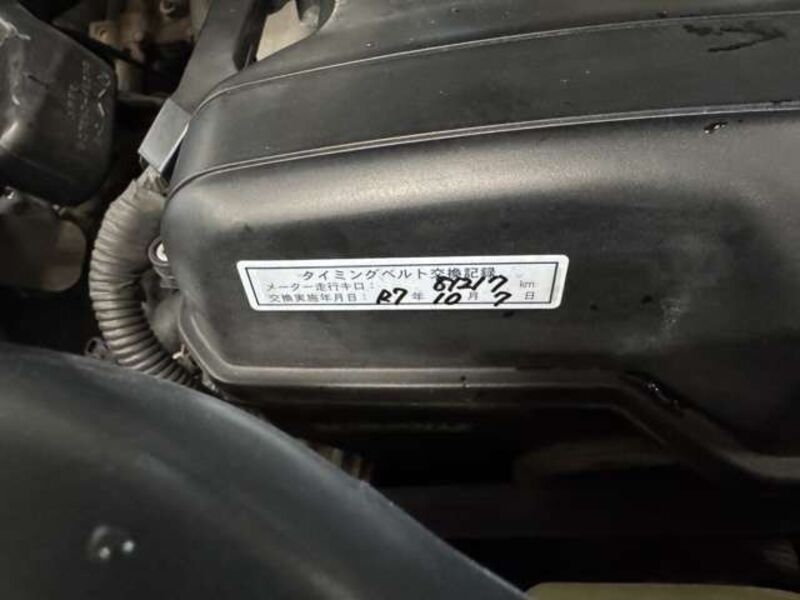 タイミングベルト交換記録
メーター走行キロ： 81217 km
交換実施年月日： R7 年 10 月 7 日